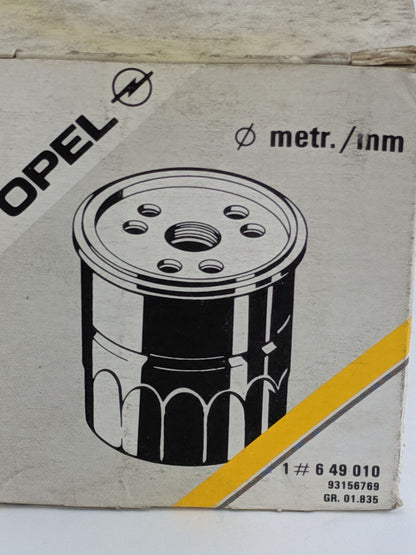 OPEL
Ø metr./mm
1 # 6 49 010
93156769
GR. 01.835